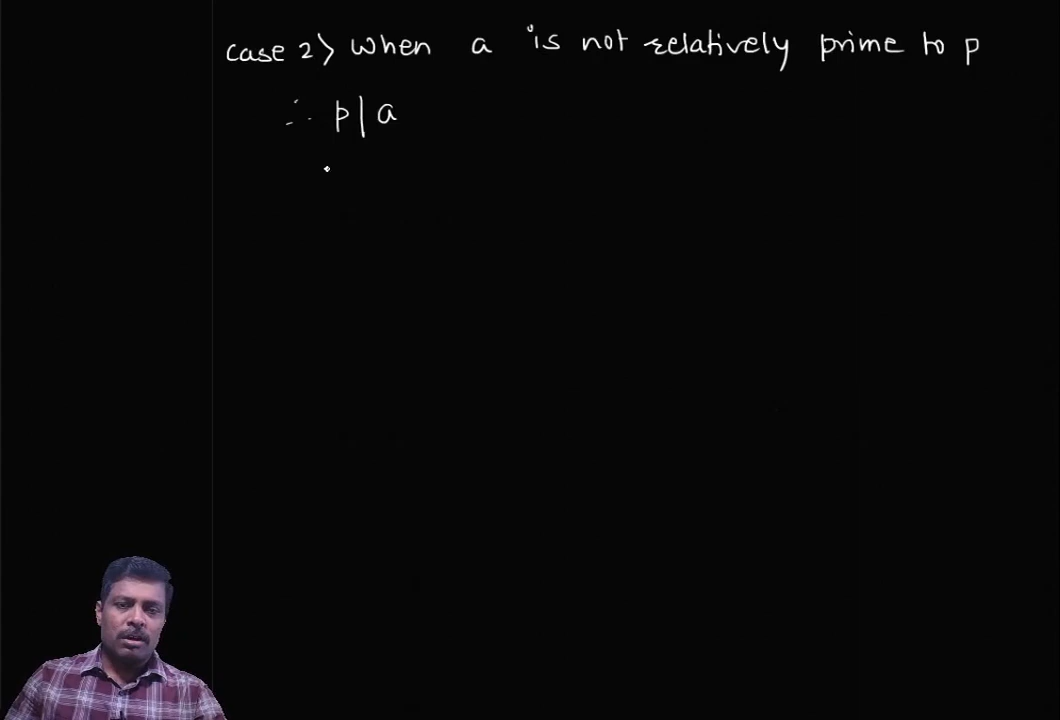 case 2> When a is not relatively prime to p
∴ p | a